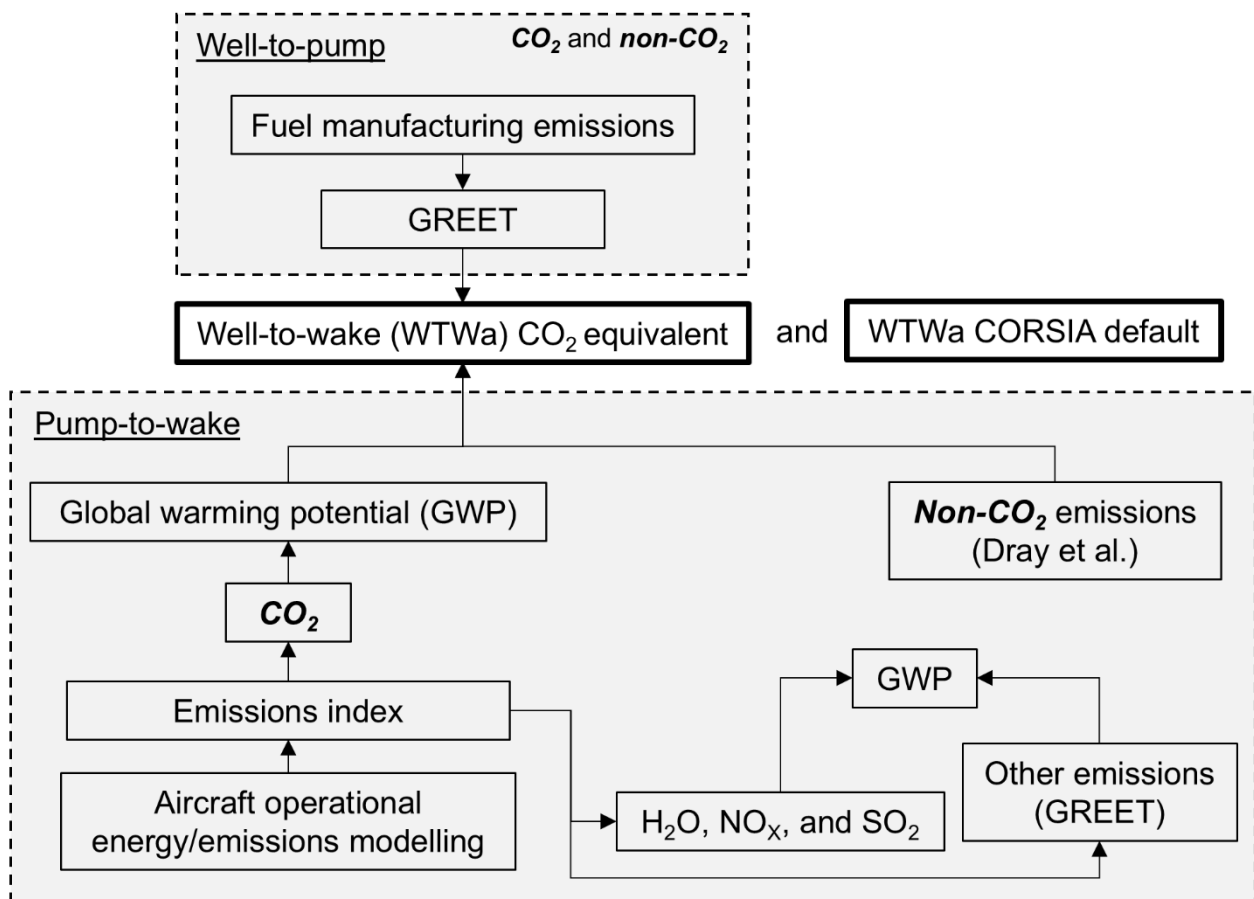 Well-to-pump
CO₂ and non-CO₂
Fuel manufacturing emissions
GREET
Well-to-wake (WTWa) CO₂ equivalent
and
WTWa CORSIA default
Pump-to-wake
Global warming potential (GWP)
Non-CO₂ emissions
(Dray et al.)
CO₂
GWP
Emissions index
Other emissions
(GREET)
Aircraft operational
energy/emissions modelling
H₂O, NOₓ, and SO₂